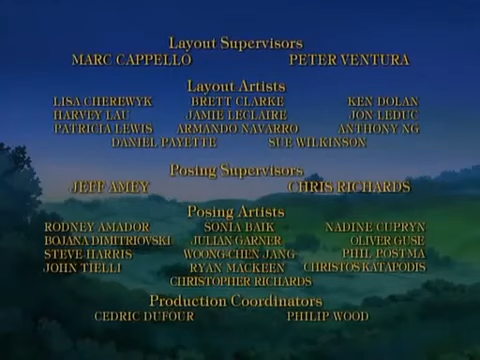 Layout Supervisors
MARC CAPPELLO PETER VENTURA
Layout Artists
LISA CHEREWYK BRETT CLARKE KEN DOLAN
HARVEY LAU JAMIE LECLAIRE JON LEDUC
PATRICIA LEWIS ARMANDO NAVARRO ANTHONY NG
DANIEL PAYETTE SUE WILKINSON
Posing Supervisors
JEFF AMEY CHRIS RICHARDS
Posing Artists
RODNEY AMADOR SONIA BAIK NADINE CUPRYN
BOJANA DIMITRIOVSKI JULIAN GARNER OLIVER GUSE
STEVE HARRIS WOONG-CHEN JANG PHIL POSTMA
JOHN TIELLI RYAN MACKEEN CHRISTOS KATAPODIS
CHRISTOPHER RICHARDS
Production Coordinators
CEDRIC DUFOUR PHILIP WOOD